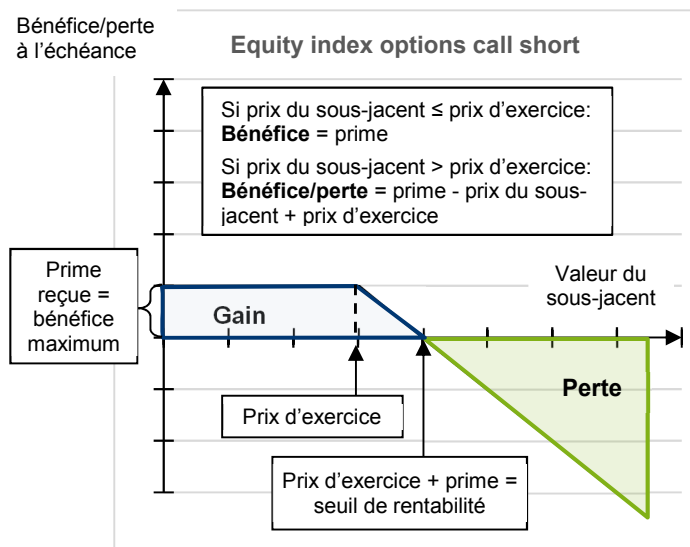 Bénéfice/perte
à l'échéance
Equity index options call short
Si prix du sous-jacent ≤ prix d'exercice:
Bénéfice = prime
Si prix du sous-jacent > prix d'exercice:
Bénéfice/perte = prime - prix du sous-
jacent + prix d'exercice
Prime
reçue =
bénéfice
maximum
Valeur du
sous-jacent
Gain
Perte
Prix d'exercice
Prix d'exercice + prime =
seuil de rentabilité